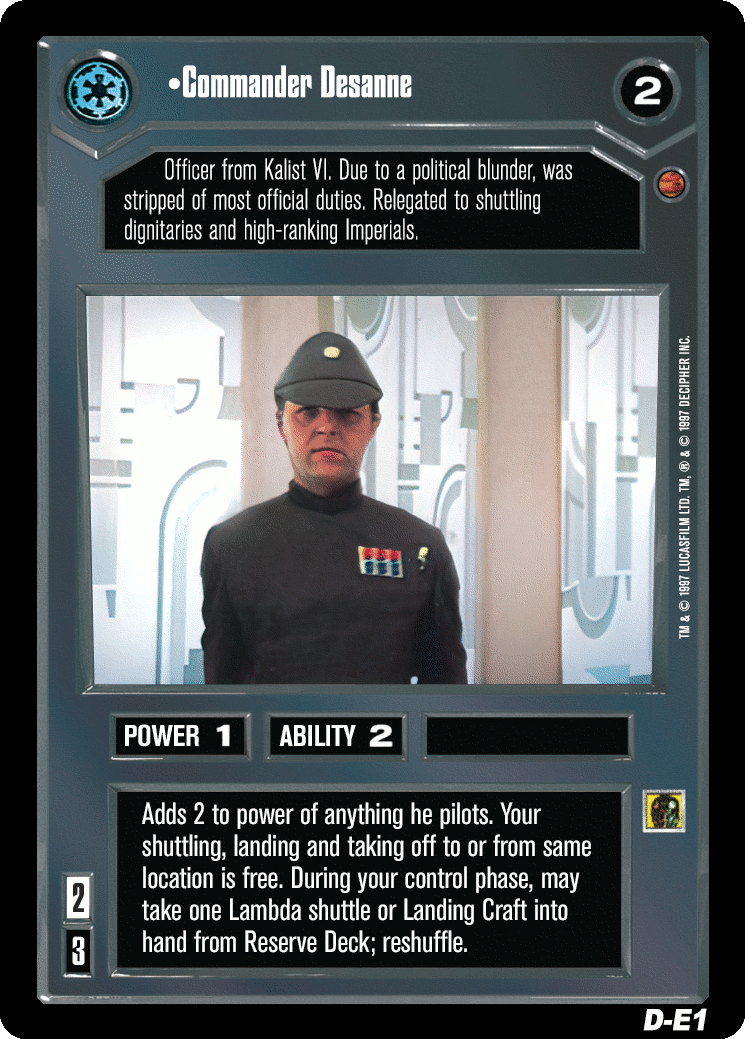 •Commander Desanne
2
Officer from Kalist VI. Due to a political blunder, was
stripped of most official duties. Relegated to shuttling
dignitaries and high-ranking Imperials.
TM & © 1997 LUCASFILM LTD. TM, ® & © 1997 DECIPHER INC.
POWER 1
ABILITY 2
Adds 2 to power of anything he pilots. Your
shuttling, landing and taking off to or from same
location is free. During your control phase, may
take one Lambda shuttle or Landing Craft into
hand from Reserve Deck; reshuffle.
2
3
D-E1